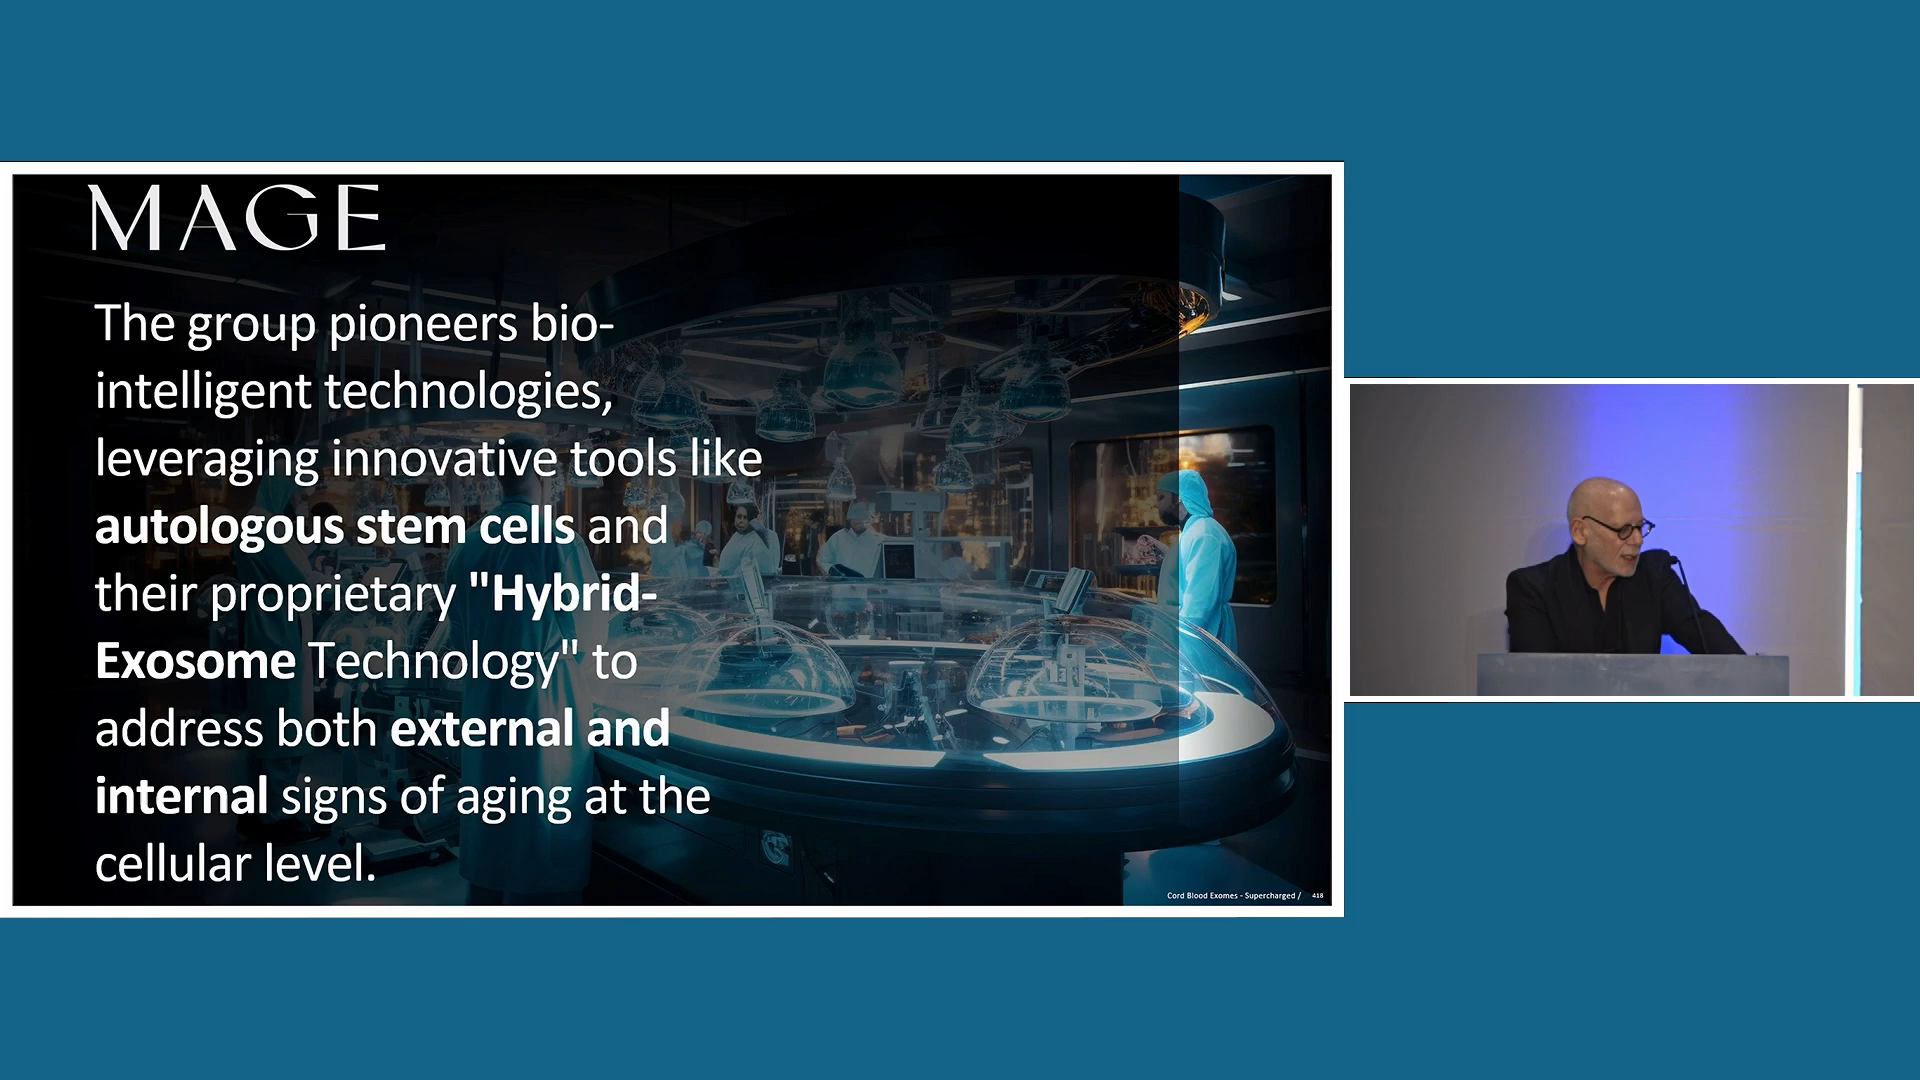 MAGE
The group pioneers bio-
intelligent technologies,
leveraging innovative tools like
autologous stem cells and
their proprietary "Hybrid-
Exosome Technology" to
address both external and
internal signs of aging at the
cellular level.
Cord Blood Exomes - Supercharged / 418